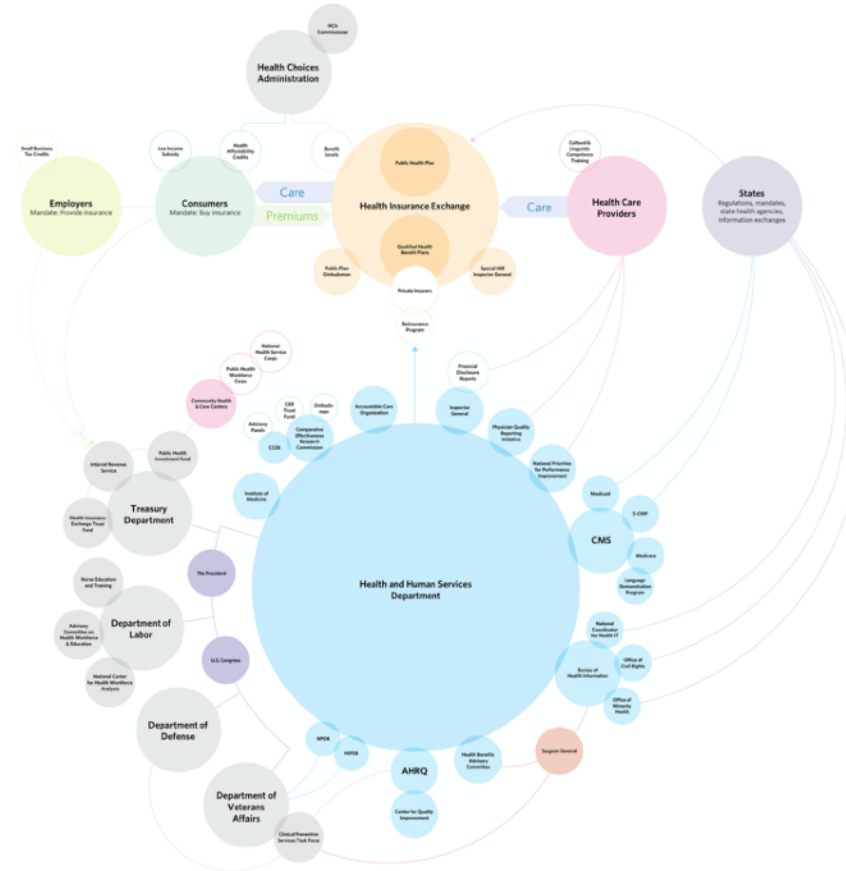 HCA
Commissioner
Health Choices
Administration
Small Business
Tax Credits
Low Income
Subsidy
Health
Affordability
Credits
Benefit
Levels
Cultural &
Linguistic
Competence
Training
Public Health Plan
Employers
Mandate: Provide insurance
Consumers
Mandate: Buy insurance
Care
Premiums
Health Insurance Exchange
Care
Health Care
Providers
States
Regulations, mandates,
state health agencies,
information exchanges
Qualified Health
Benefit Plans
Public Plan
Ombudsman
Special HIE
Inspector General
Private Insurers
Reinsurance
Program
National
Health Service
Corps
Public Health
Workforce
Corps
Community Health
& Care Centers
Financial
Disclosure
Reports
CER
Trust
Fund
Ombuds-
man
Accountable Care
Organization
Inspector
General
Advisory
Panels
CCER
Comparative
Effectiveness
Research
Commission
Physician Quality
Reporting
Initiative
Internal Revenue
Service
Public Health
Investment Fund
National Priorities
for Performance
Improvement
Institute of
Medicine
Medicaid
Treasury
Department
Health Insurance
Exchange Trust
Fund
S-CHIP
CMS
Medicare
The President
Language
Demonstration
Program
Nurse Education
and Training
Health and Human Services
Department
Department of
Labor
Advisory
Committee on
Health Workforce
& Education
National
Coordinator
for Health IT
U.S. Congress
Bureau of
Health Information
Office of
Civil Rights
National Center
for Health Workforce
Analysis
Office of
Minority
Health
Department of
Defense
NPDB
HIPDB
Health Benefits
Advisory
Committee
Surgeon General
AHRQ
Department of
Veterans
Affairs
Center for Quality
Improvement
Clinical Preventive
Services Task Force